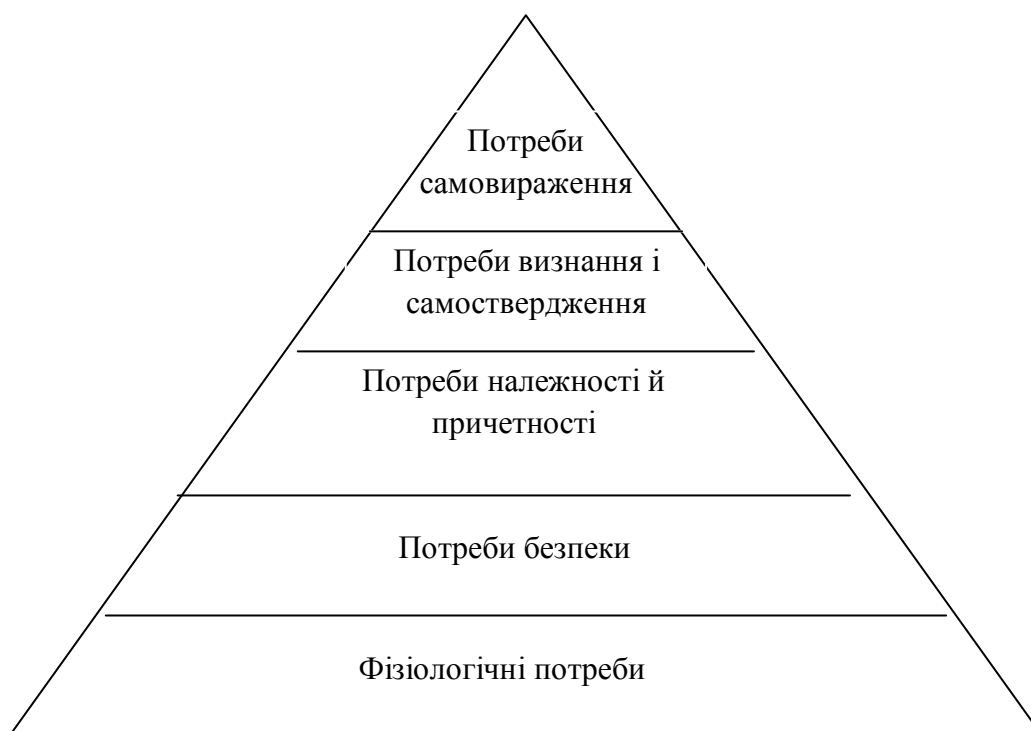 Потреби
самовираження
Потреби визнання і
самоствердження
Потреби належності й
причетності
Потреби безпеки
Фізіологічні потреби